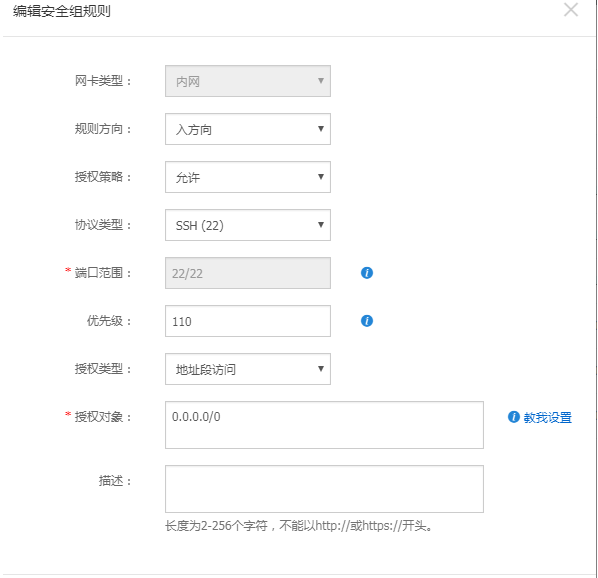 编辑安全组规则
网卡类型： 内网
规则方向： 入方向
授权策略： 允许
协议类型： SSH (22)
* 端口范围： 22/22
优先级： 110
授权类型： 地址段访问
* 授权对象： 0.0.0.0/0 教我设置
描述：
长度为2-256个字符，不能以http://或https://开头。